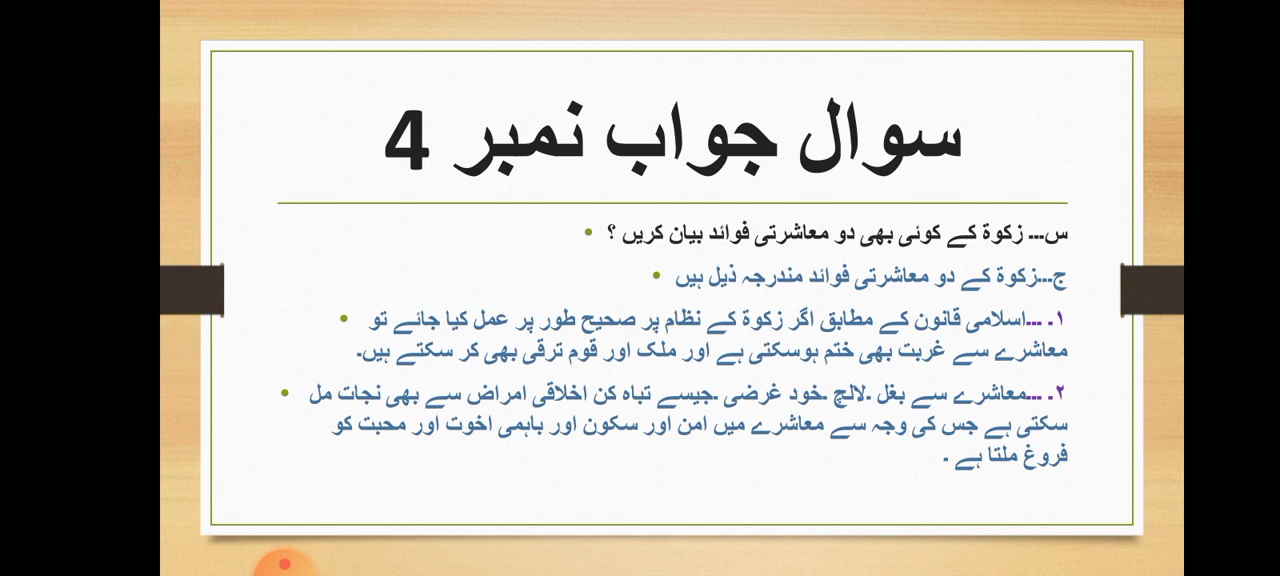 سوال جواب نمبر 4
س--- زکوۃ کے کوئی بھی دو معاشرتی فوائد بیان کریں ؟
ج---زکوۃ کے دو معاشرتی فوائد مندرجہ ذیل ہیں
۱۔ ---اسلامی قانون کے مطابق اگر زکوۃ کے نظام پر صحیح طور پر عمل کیا جائے تو
معاشرے سے غربت بھی ختم ہوسکتی ہے اور ملک اور قوم ترقی بھی کر سکتے ہیں۔
۲۔ ---معاشرے سے بغل ۔لالچ ۔خود غرضی ۔جیسے تباہ کن اخلاقی امراض سے بھی نجات مل
سکتی ہے جس کی وجہ سے معاشرے میں امن اور سکون اور باہمی اخوت اور محبت کو
فروغ ملتا ہے ۔